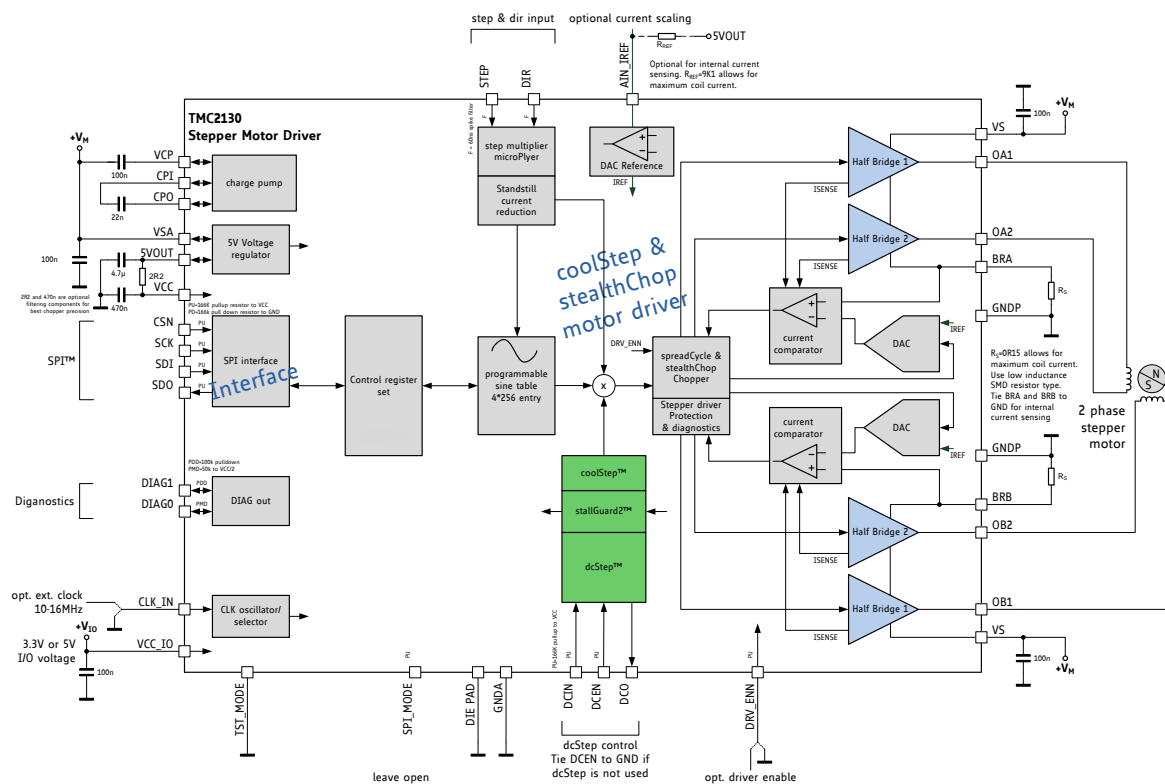 step & dir input
optional current scaling
5VOUT
R_REF
Optional for internal current
sensing. R_REF=9K1 allows for
maximum coil current.
STEP
DIR
AIN_IREF
F = 60ns spike filter
F
F
TMC2130
Stepper Motor Driver
+V_M
VCP
100n
CPI
CPO
22n
charge pump
VSA
100n
5VOUT
4.7µ
2R2
VCC
470n
5V Voltage
regulator
2R2 and 470n are optional
filtering components for
best chopper precision
step multiplier
microPlyer
Standstill
current
reduction
DAC Reference
IREF
coolStep &
stealthChop
motor driver
PU=166K pullup resistor to VCC
PD=166k pull down resistor to GND
SPI™
CSN
PU
SCK
PU
SDI
PU
SDO
PU
SPI interface
Interface
Control register
set
programmable
sine table
4*256 entry
x
DRV_ENN
spreadCycle &
stealthChop
Chopper
Stepper driver
Protection
& diagnostics
Half Bridge 1
ISENSE
Half Bridge 2
ISENSE
current
comparator
DAC
IREF
100n
VS
+V_M
OA1
OA2
BRA
R_S
GNDP
R_S=0R15 allows for
maximum coil current.
Use low inductance
SMD resistor type.
Tie BRA and BRB to
GND for internal
current sensing
N
S
2 phase
stepper
motor
current
comparator
DAC
IREF
GNDP
R_S
BRB
Half Bridge 2
ISENSE
OB2
Half Bridge 1
ISENSE
OB1
VS
100n
+V_M
PDD=100k pulldown
PMD=50k to VCC/2
Diganostics
DIAG1
PDD
DIAG0
PMD
DIAG out
coolStep™
stallGuard2™
dcStep™
opt. ext. clock
10-16MHz
CLK_IN
CLK oscillator/
selector
+V_IO
3.3V or 5V
I/O voltage
VCC_IO
100n
PU
PU=166K pullup to VCC
PU
PU
PU
TST_MODE
SPI_MODE
DIE PAD
GNDA
DCIN
DCEN
DCO
DRV_ENN
leave open
dcStep control
Tie DCEN to GND if
dcStep is not used
opt. driver enable